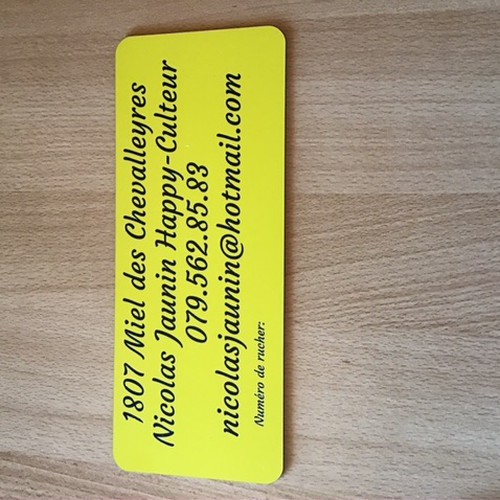 1807 Miel des Chevalleyres
Nicolas Jaunin Happy-Culteur
079.562.85.83
nicolasjaunin@hotmail.com
Numéro de rucher: